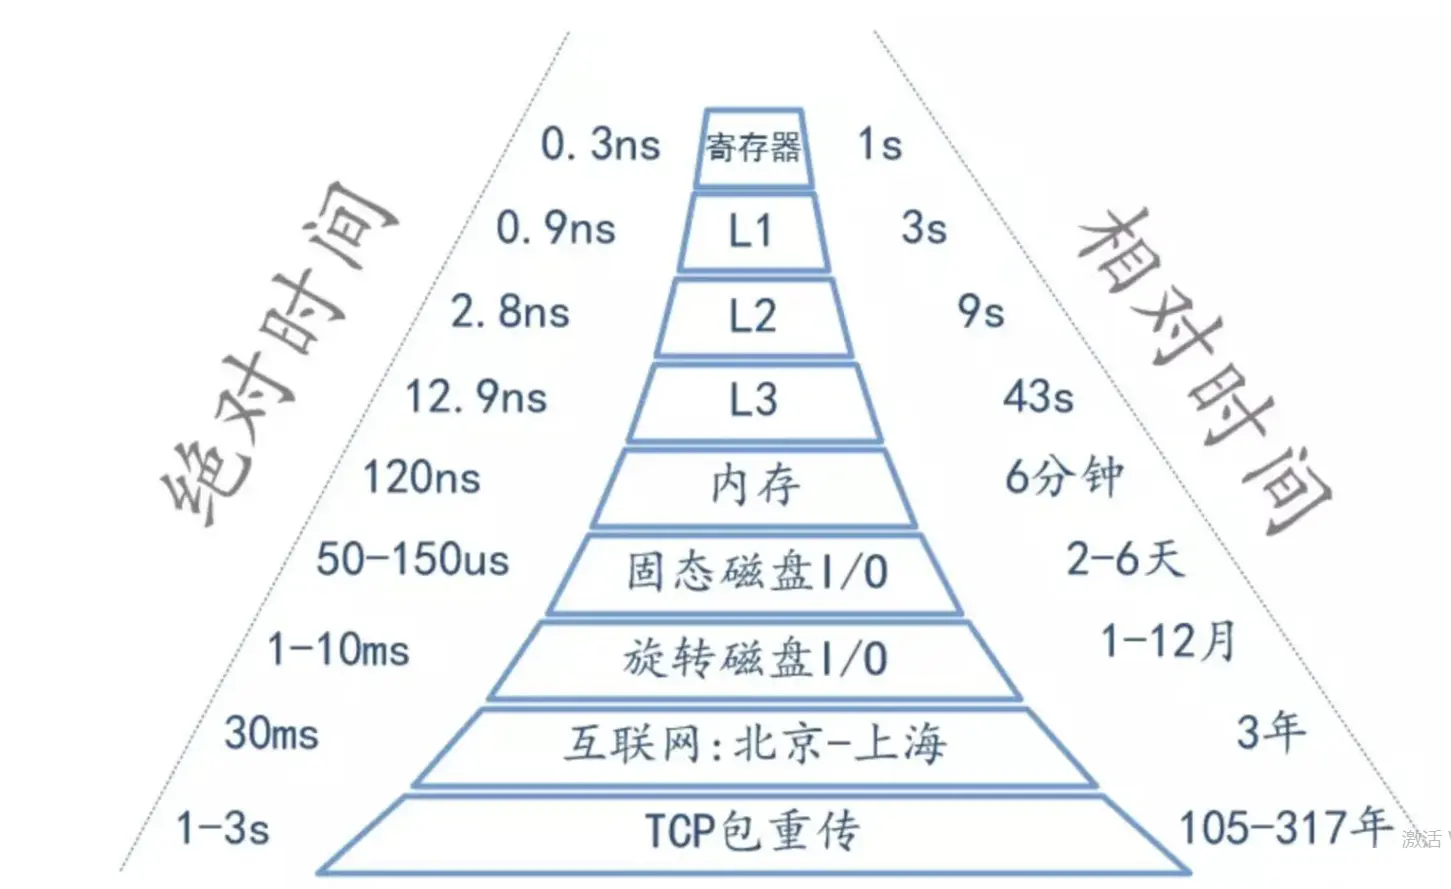 绝对时间
相对时间
0.3ns 寄存器 1s
0.9ns L1 3s
2.8ns L2 9s
12.9ns L3 43s
120ns 内存 6分钟
50-150us 固态磁盘I/O 2-6天
1-10ms 旋转磁盘I/O 1-12月
30ms 互联网:北京-上海 3年
1-3s TCP包重传 105-317年
激活